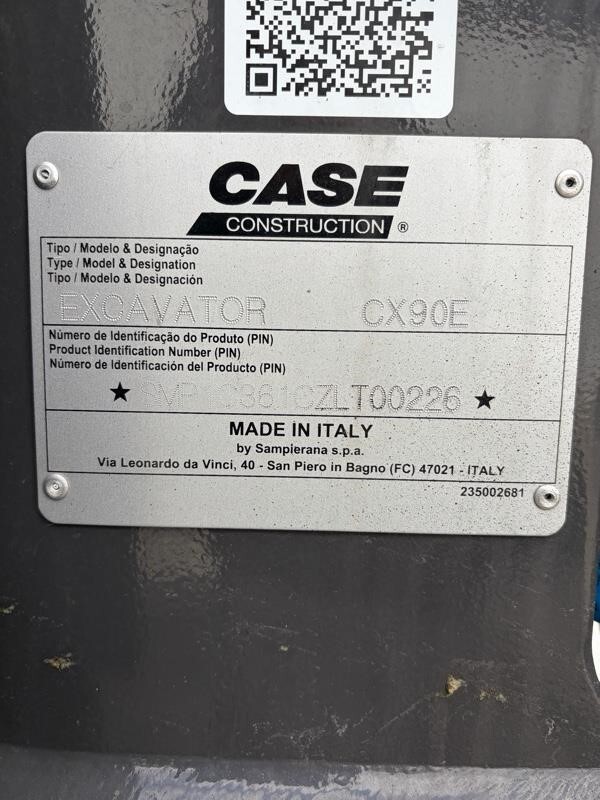 CASE
CONSTRUCTION ®
Tipo / Modelo & Designação
Type / Model & Designation
Tipo / Modelo & Designación
EXCAVATOR CX90E
Número de Identificação do Produto (PIN)
Product Identification Number (PIN)
Número de Identificación del Producto (PIN)
MADE IN ITALY
by Sampierana s.p.a.
Via Leonardo da Vinci, 40 - San Piero in Bagno (FC) 47021 - ITALY
235002681